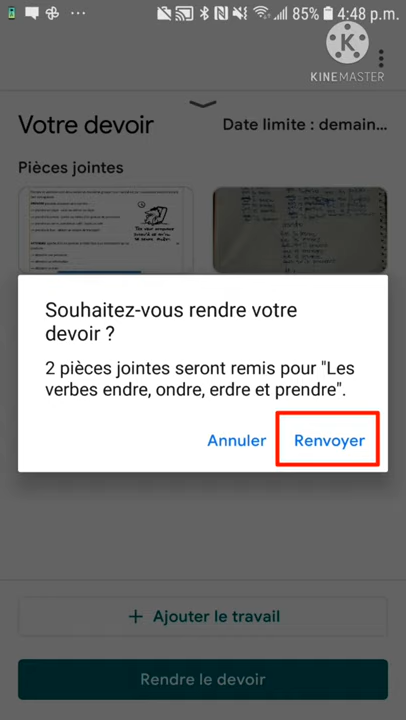 85% 4:48 p.m.
KINEMASTER
Votre devoir
Date limite : demain...
Pièces jointes
Souhaitez-vous rendre votre
devoir ?
2 pièces jointes seront remis pour "Les
verbes endre, ondre, erdre et prendre".
Annuler
Renvoyer
+ Ajouter le travail
Rendre le devoir